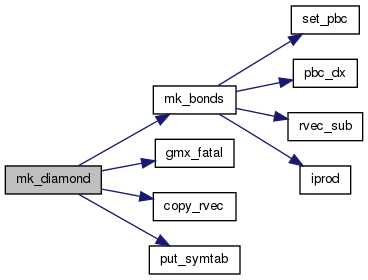 set_pbc
pbc_dx
mk_bonds
rvec_sub
gmx_fatal
mk_diamond
iprod
copy_rvec
put_symtab